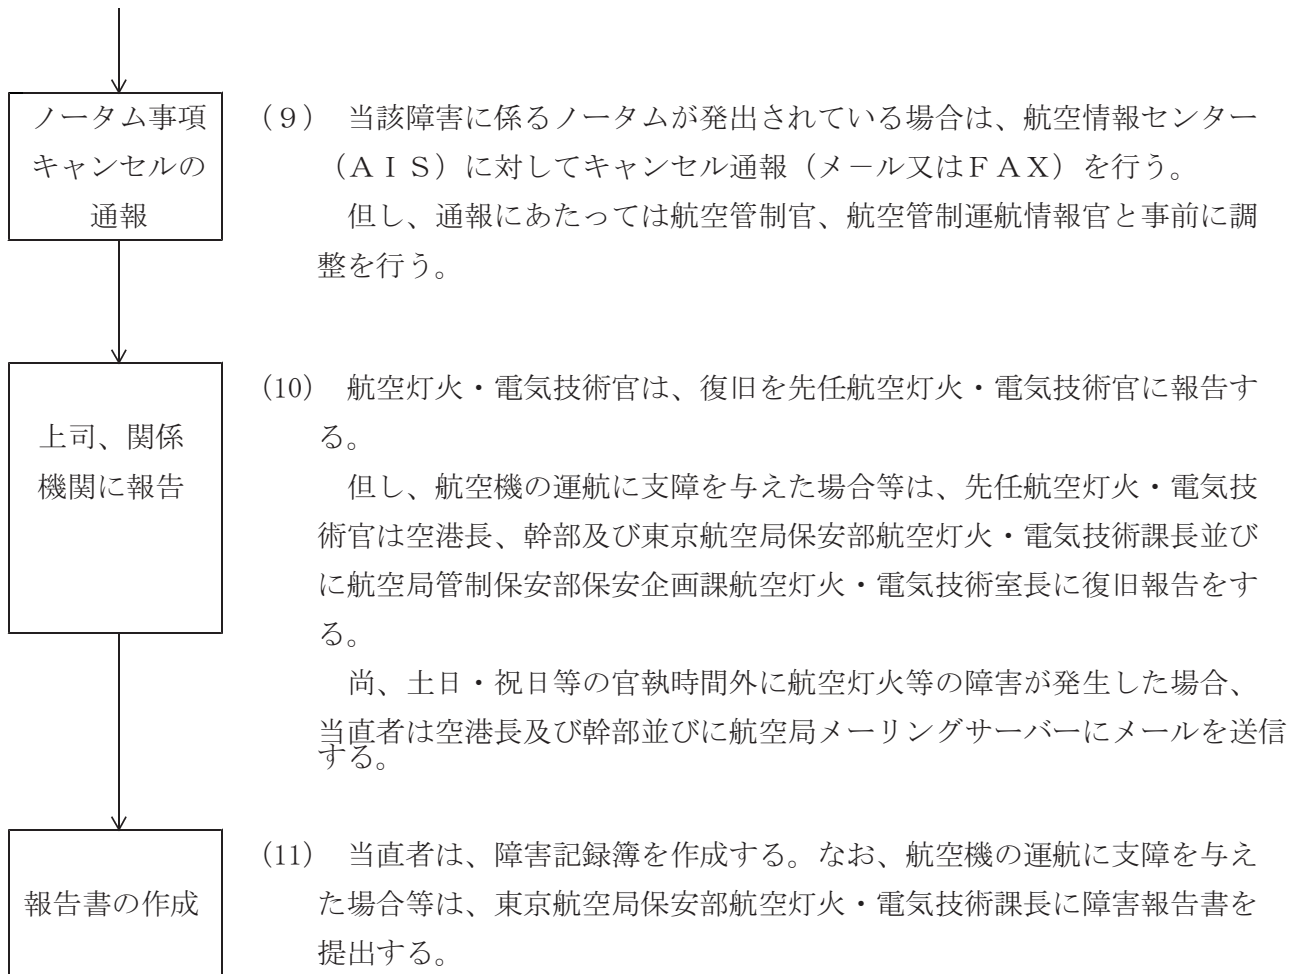 ノータム事項
キャンセルの
通報
(９)　当該障害に係るノータムが発出されている場合は、航空情報センター
（ＡＩＳ）に対してキャンセル通報（メール又はＦＡＸ）を行う。
但し、通報にあたっては航空管制官、航空管制運航情報官と事前に調
整を行う。
上司、関係
機関に報告
(10)　航空灯火・電気技術官は、復旧を先任航空灯火・電気技術官に報告す
る。
但し、航空機の運航に支障を与えた場合等は、先任航空灯火・電気技
術官は空港長、幹部及び東京航空局保安部航空灯火・電気技術課長並び
に航空局管制保安部保安企画課航空灯火・電気技術室長に復旧報告をす
る。
尚、土日・祝日等の官執時間外に航空灯火等の障害が発生した場合、
当直者は空港長及び幹部並びに航空局メーリングサーバーにメールを送信
する。
報告書の作成
(11)　当直者は、障害記録簿を作成する。なお、航空機の運航に支障を与え
た場合等は、東京航空局保安部航空灯火・電気技術課長に障害報告書を
提出する。